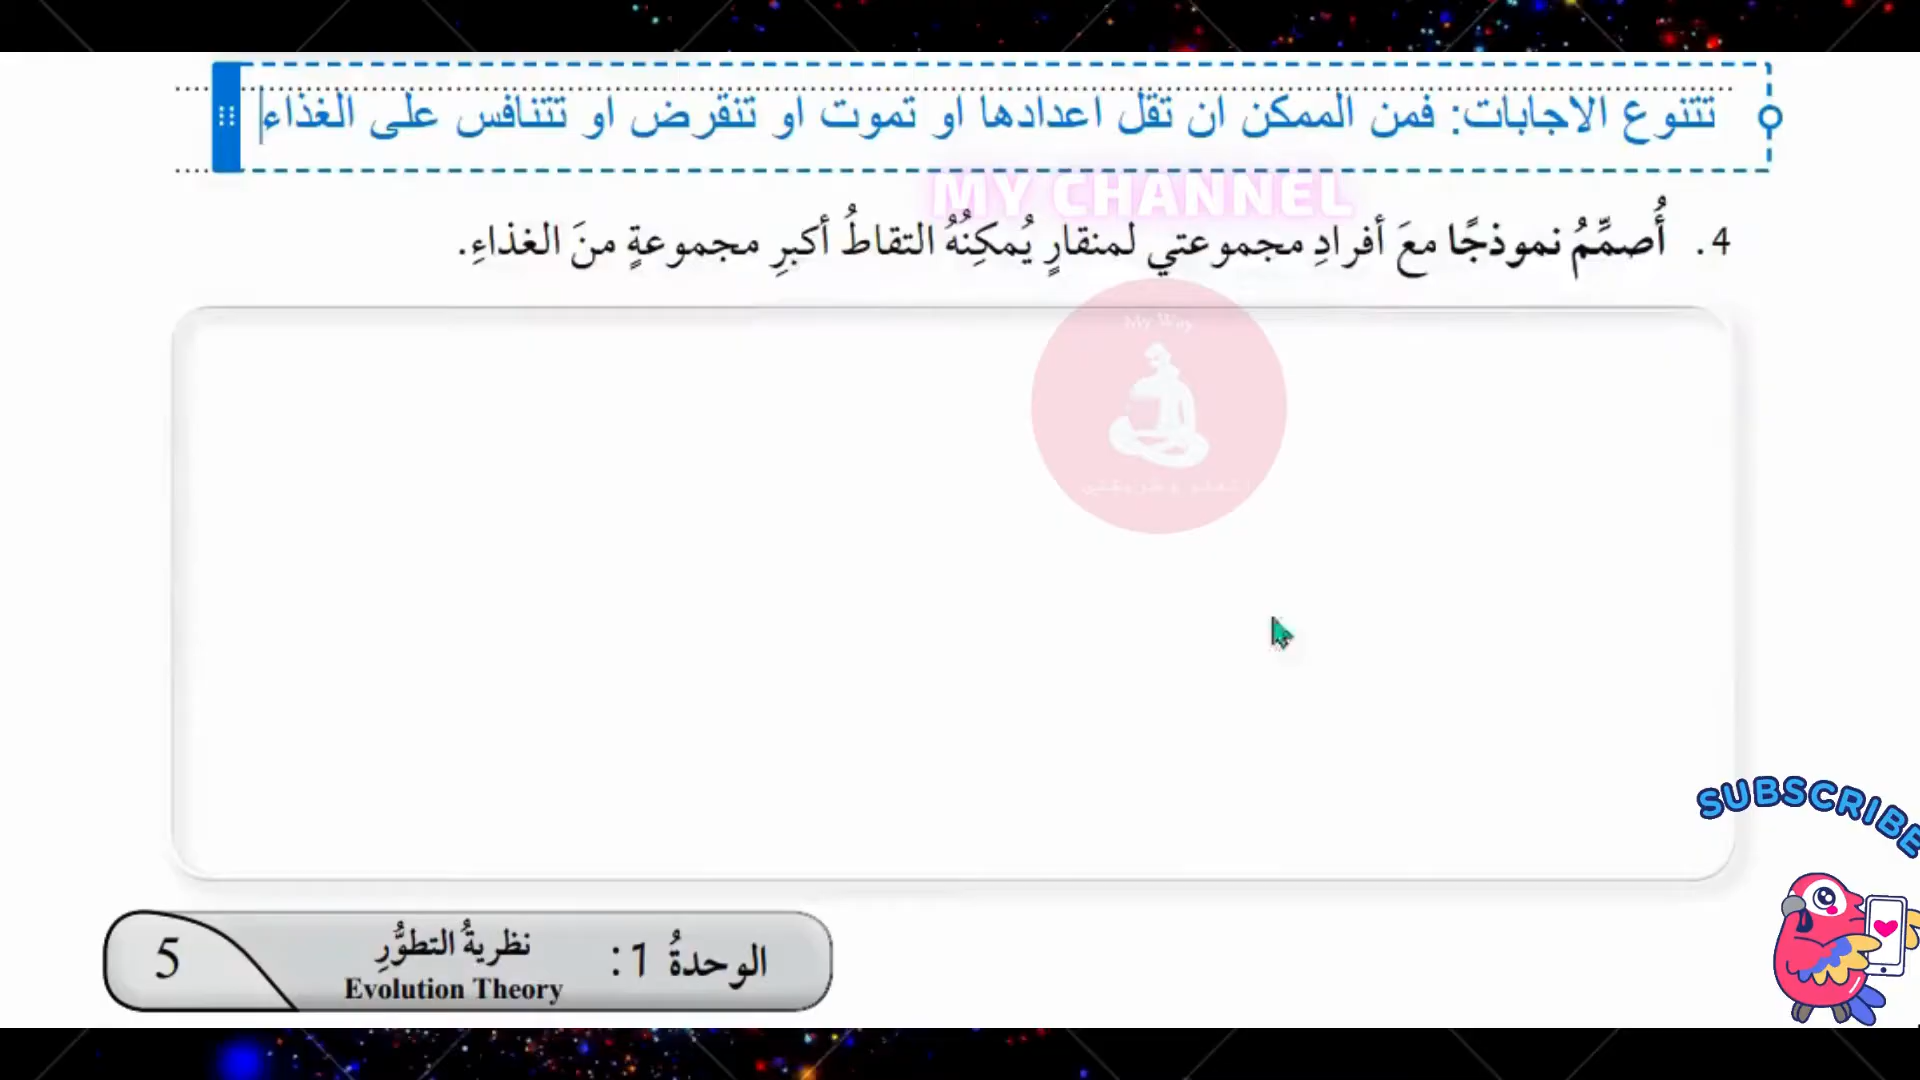 تتنوع الاجابات: فمن الممكن ان تقل اعدادها او تموت او تنقرض او تتنافس على الغذاء
MY CHANNEL
4. أُصمِّمُ نموذجًا معَ أفرادِ مجموعتي لمنقارٍ يُمكِنُهُ التقاطُ أكبرِ مجموعةٍ منَ الغذاءِ.
My Way
SUBSCRIBE
الوحدةُ 1: نظريةُ التطوُّرِ
Evolution Theory
5